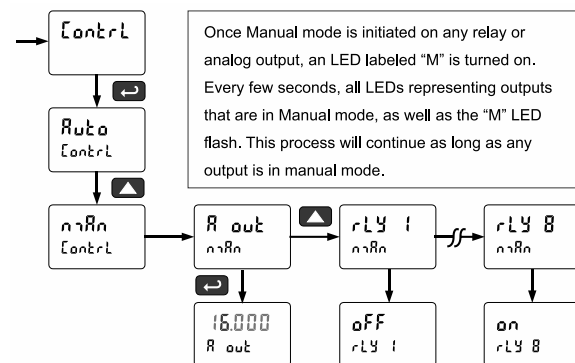 Contrl
Once Manual mode is initiated on any relay or
analog output, an LED labeled “M” is turned on.
Every few seconds, all LEDs representing outputs
that are in Manual mode, as well as the “M” LED
flash. This process will continue as long as any
output is in manual mode.
Auto
Contrl
mAn
Contrl
A out
mAn
rLY 1
mAn
rLY 8
mAn
16.000
A out
oFF
rLY 1
on
rLY 8